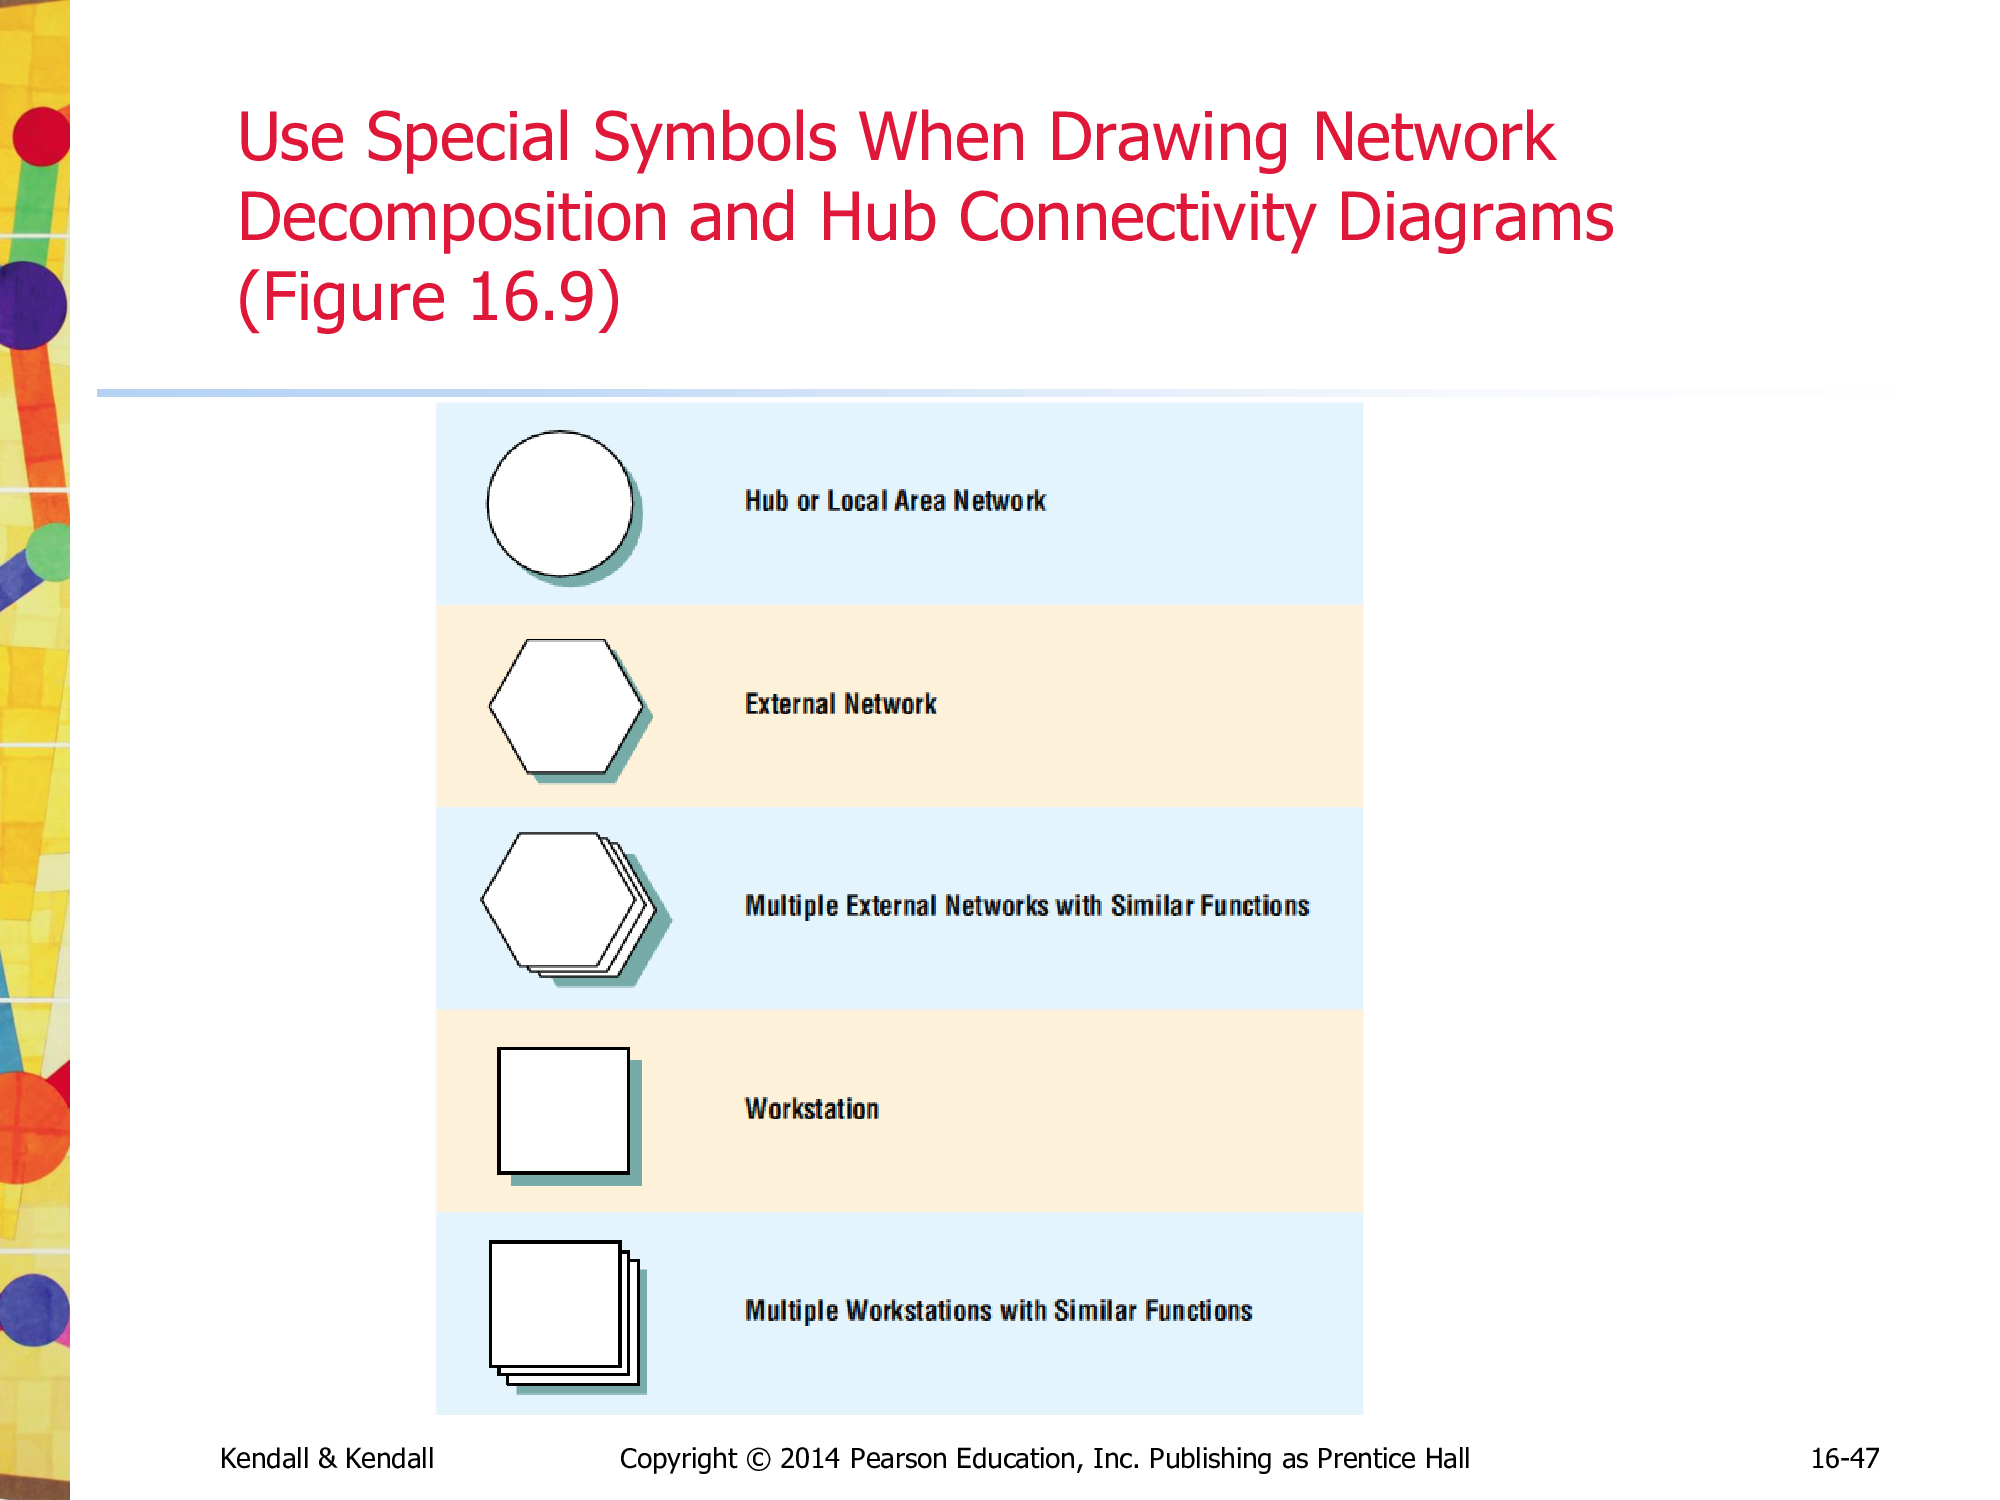 Use Special Symbols When Drawing Network
Decomposition and Hub Connectivity Diagrams
(Figure 16.9)
Hub or Local Area Network
External Network
Multiple External Networks with Similar Functions
Workstation
Multiple Workstations with Similar Functions
Kendall & Kendall
Copyright © 2014 Pearson Education, Inc. Publishing as Prentice Hall
16-47